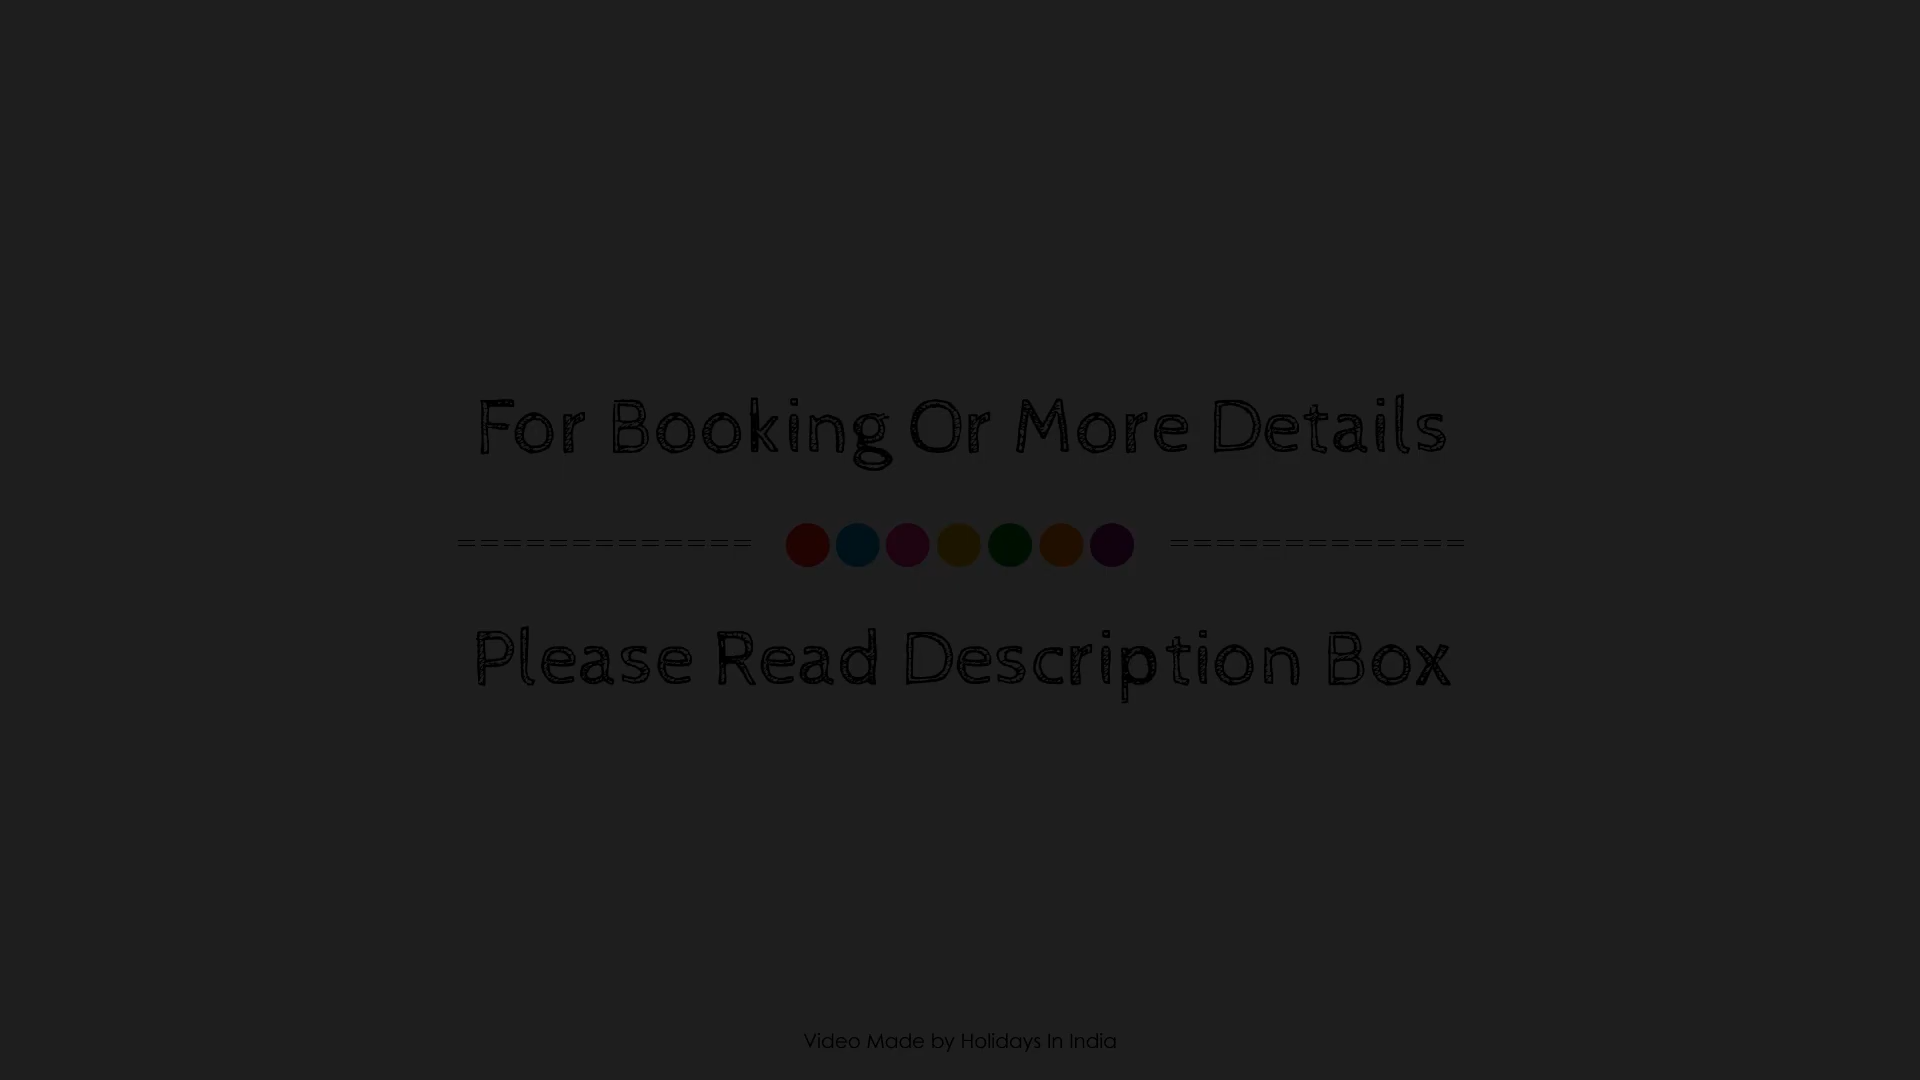 For Booking Or More Details
============= =============
Please Read Description Box
Video Made by Holidays In India